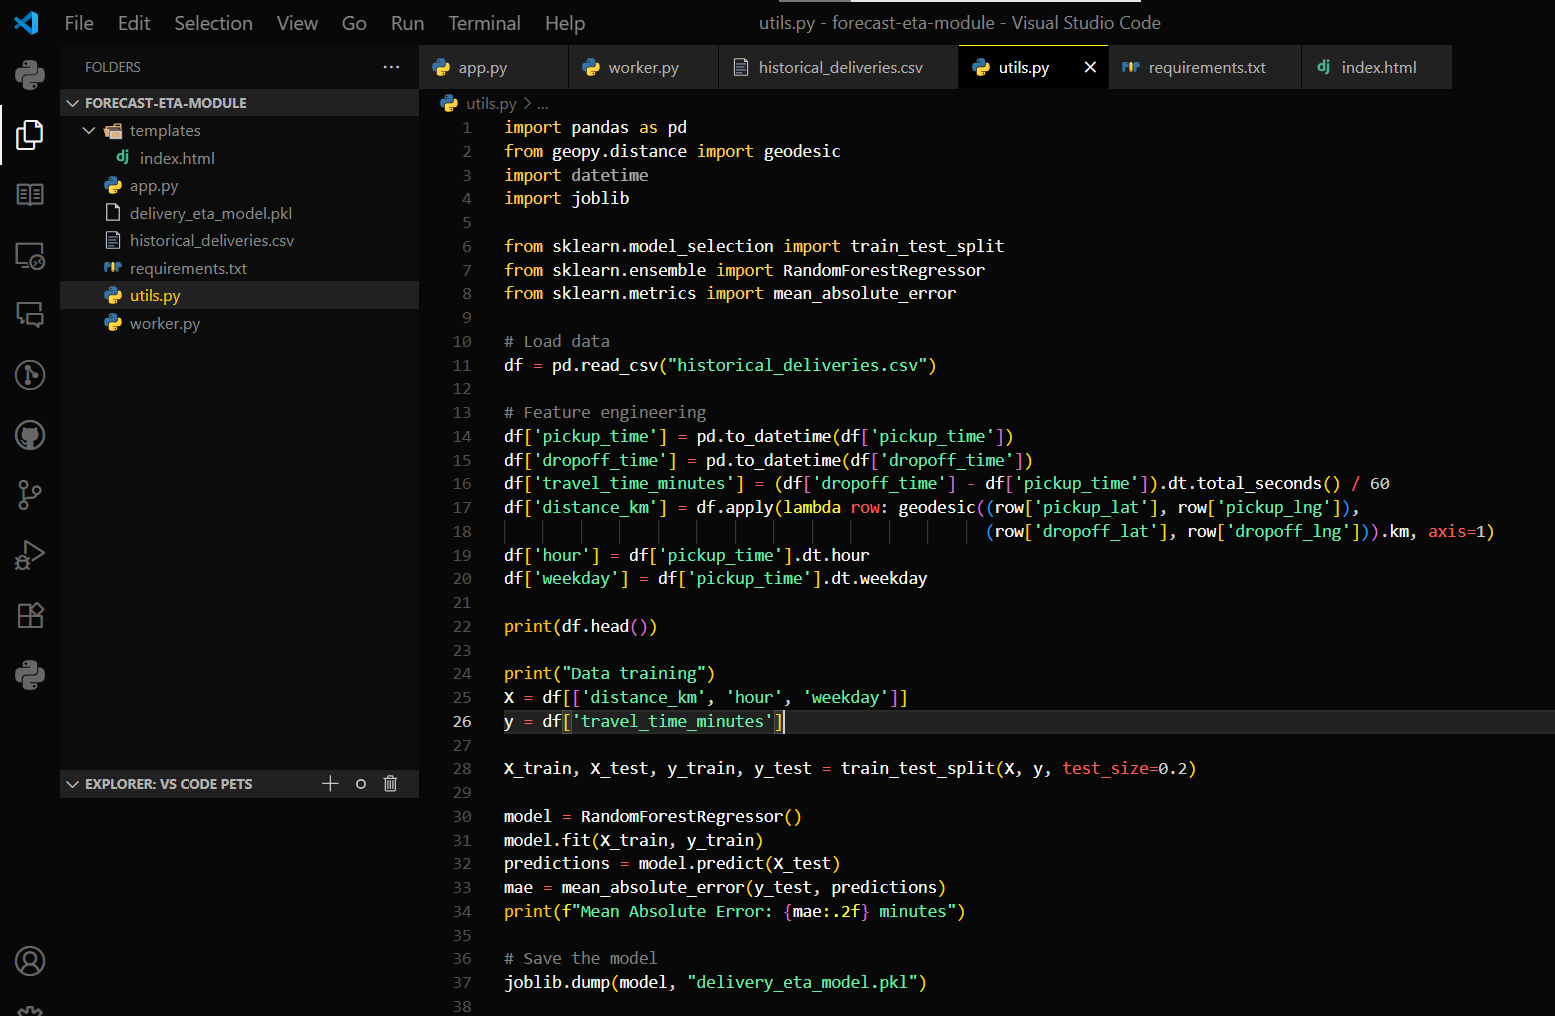 File Edit Selection View Go Run Terminal Help
utils.py - forecast-eta-module - Visual Studio Code
FOLDERS ...
FORECAST-ETA-MODULE
templates
dj index.html
app.py
delivery_eta_model.pkl
historical_deliveries.csv
requirements.txt
utils.py
worker.py
EXPLORER: VS CODE PETS
app.py worker.py historical_deliveries.csv utils.py requirements.txt dj index.html
utils.py > ...
1 import pandas as pd
2 from geopy.distance import geodesic
3 import datetime
4 import joblib
5
6 from sklearn.model_selection import train_test_split
7 from sklearn.ensemble import RandomForestRegressor
8 from sklearn.metrics import mean_absolute_error
9
10 # Load data
11 df = pd.read_csv("historical_deliveries.csv")
12
13 # Feature engineering
14 df['pickup_time'] = pd.to_datetime(df['pickup_time'])
15 df['dropoff_time'] = pd.to_datetime(df['dropoff_time'])
16 df['travel_time_minutes'] = (df['dropoff_time'] - df['pickup_time']).dt.total_seconds() / 60
17 df['distance_km'] = df.apply(lambda row: geodesic((row['pickup_lat'], row['pickup_lng']),
18 (row['dropoff_lat'], row['dropoff_lng'])).km, axis=1)
19 df['hour'] = df['pickup_time'].dt.hour
20 df['weekday'] = df['pickup_time'].dt.weekday
21
22 print(df.head())
23
24 print("Data training")
25 X = df[['distance_km', 'hour', 'weekday']]
26 y = df['travel_time_minutes']
27
28 X_train, X_test, y_train, y_test = train_test_split(X, y, test_size=0.2)
29
30 model = RandomForestRegressor()
31 model.fit(X_train, y_train)
32 predictions = model.predict(X_test)
33 mae = mean_absolute_error(y_test, predictions)
34 print(f"Mean Absolute Error: {mae:.2f} minutes")
35
36 # Save the model
37 joblib.dump(model, "delivery_eta_model.pkl")
38